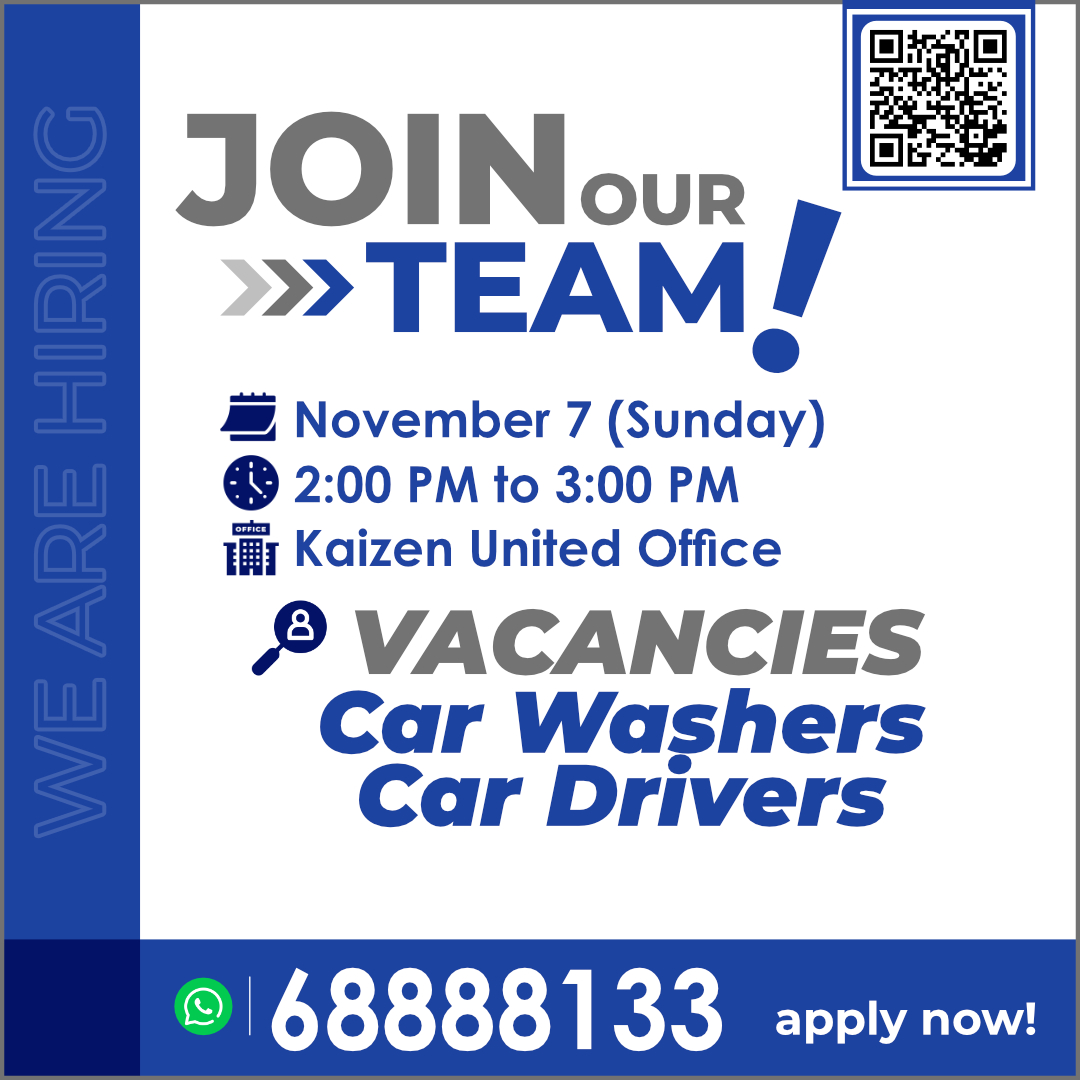 WE ARE HIRING
JOIN OUR
TEAM!
November 7 (Sunday)
2:00 PM to 3:00 PM
OFFICE
Kaizen United Office
VACANCIES
Car Washers
Car Drivers
68888133
apply now!